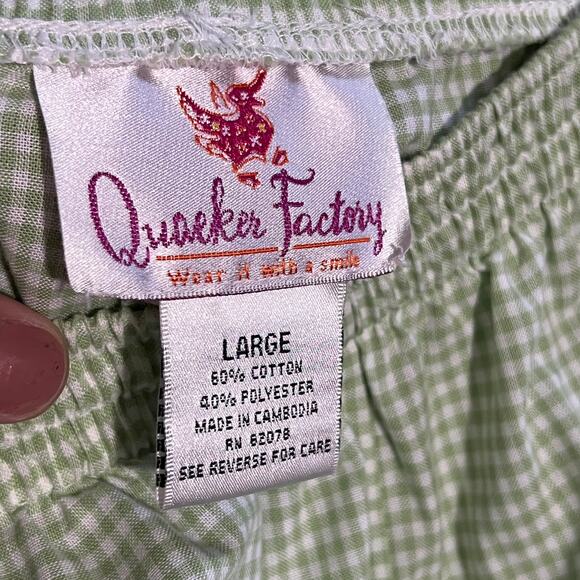 Quacker Factory
Wear it with a smile
LARGE
60% COTTON
40% POLYESTER
MADE IN CAMBODIA
RN 62078
SEE REVERSE FOR CARE